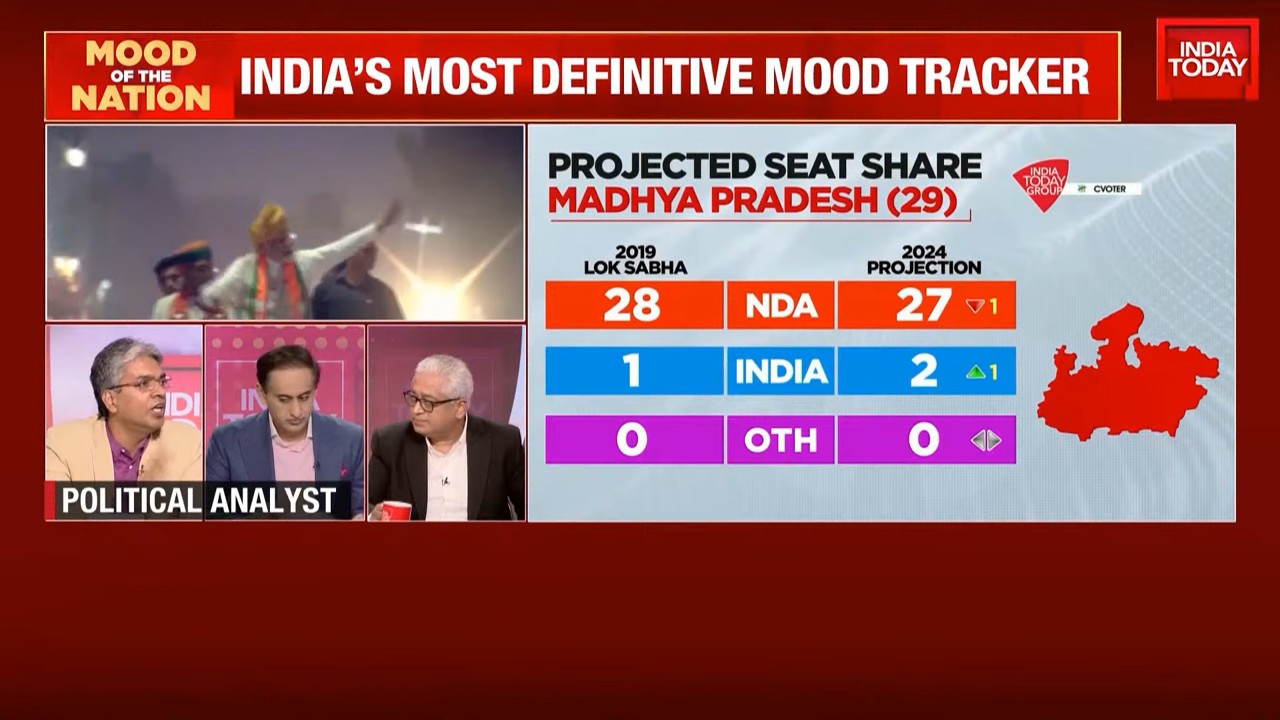 MOOD
OF THE
NATION
INDIA'S MOST DEFINITIVE MOOD TRACKER
INDIA
TODAY
PROJECTED SEAT SHARE
MADHYA PRADESH (29)
INDIA
TODAY
GROUP
CVOTER
2019
LOK SABHA
2024
PROJECTION
28 NDA 27 1
1 INDIA 2 1
0 OTH 0
POLITICAL ANALYST